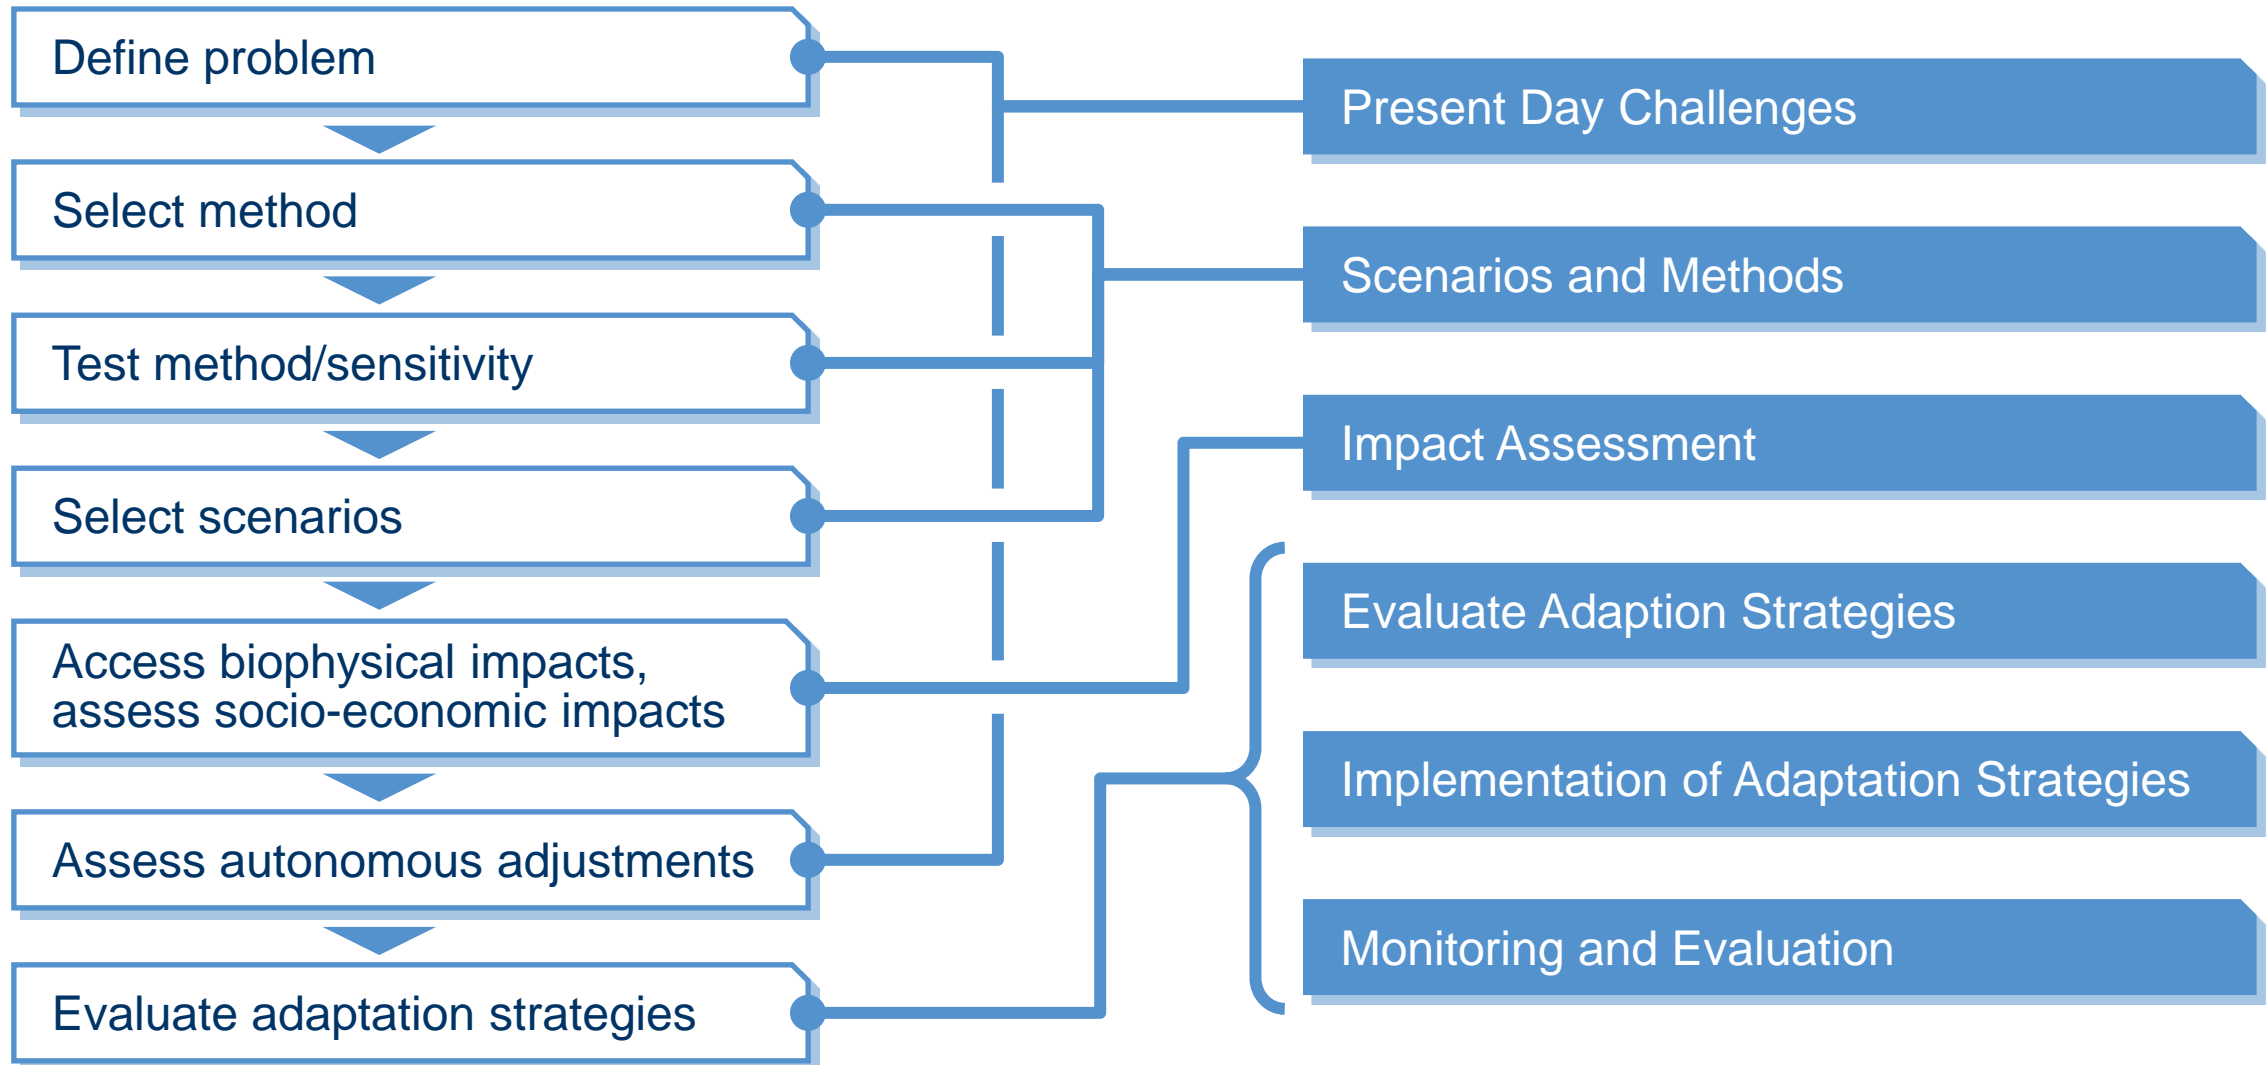 Define problem
Select method
Test method/sensitivity
Select scenarios
Access biophysical impacts,
assess socio-economic impacts
Assess autonomous adjustments
Evaluate adaptation strategies
Present Day Challenges
Scenarios and Methods
Impact Assessment
Evaluate Adaption Strategies
Implementation of Adaptation Strategies
Monitoring and Evaluation